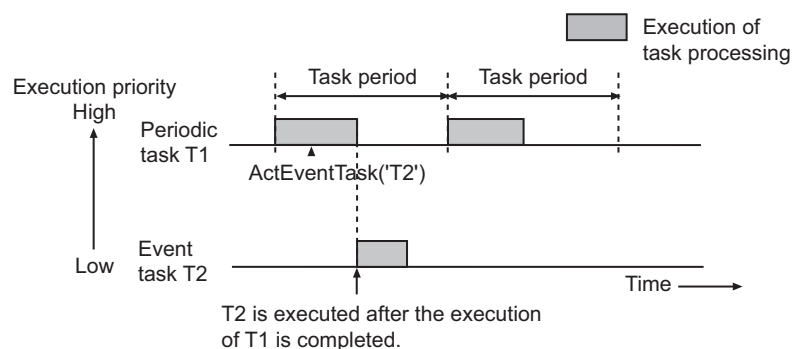 Execution of
task processing
Task period
Task period
Execution priority
High
Periodic
task T1
ActEventTask('T2')
Event
task T2
Low
Time
T2 is executed after the execution
of T1 is completed.